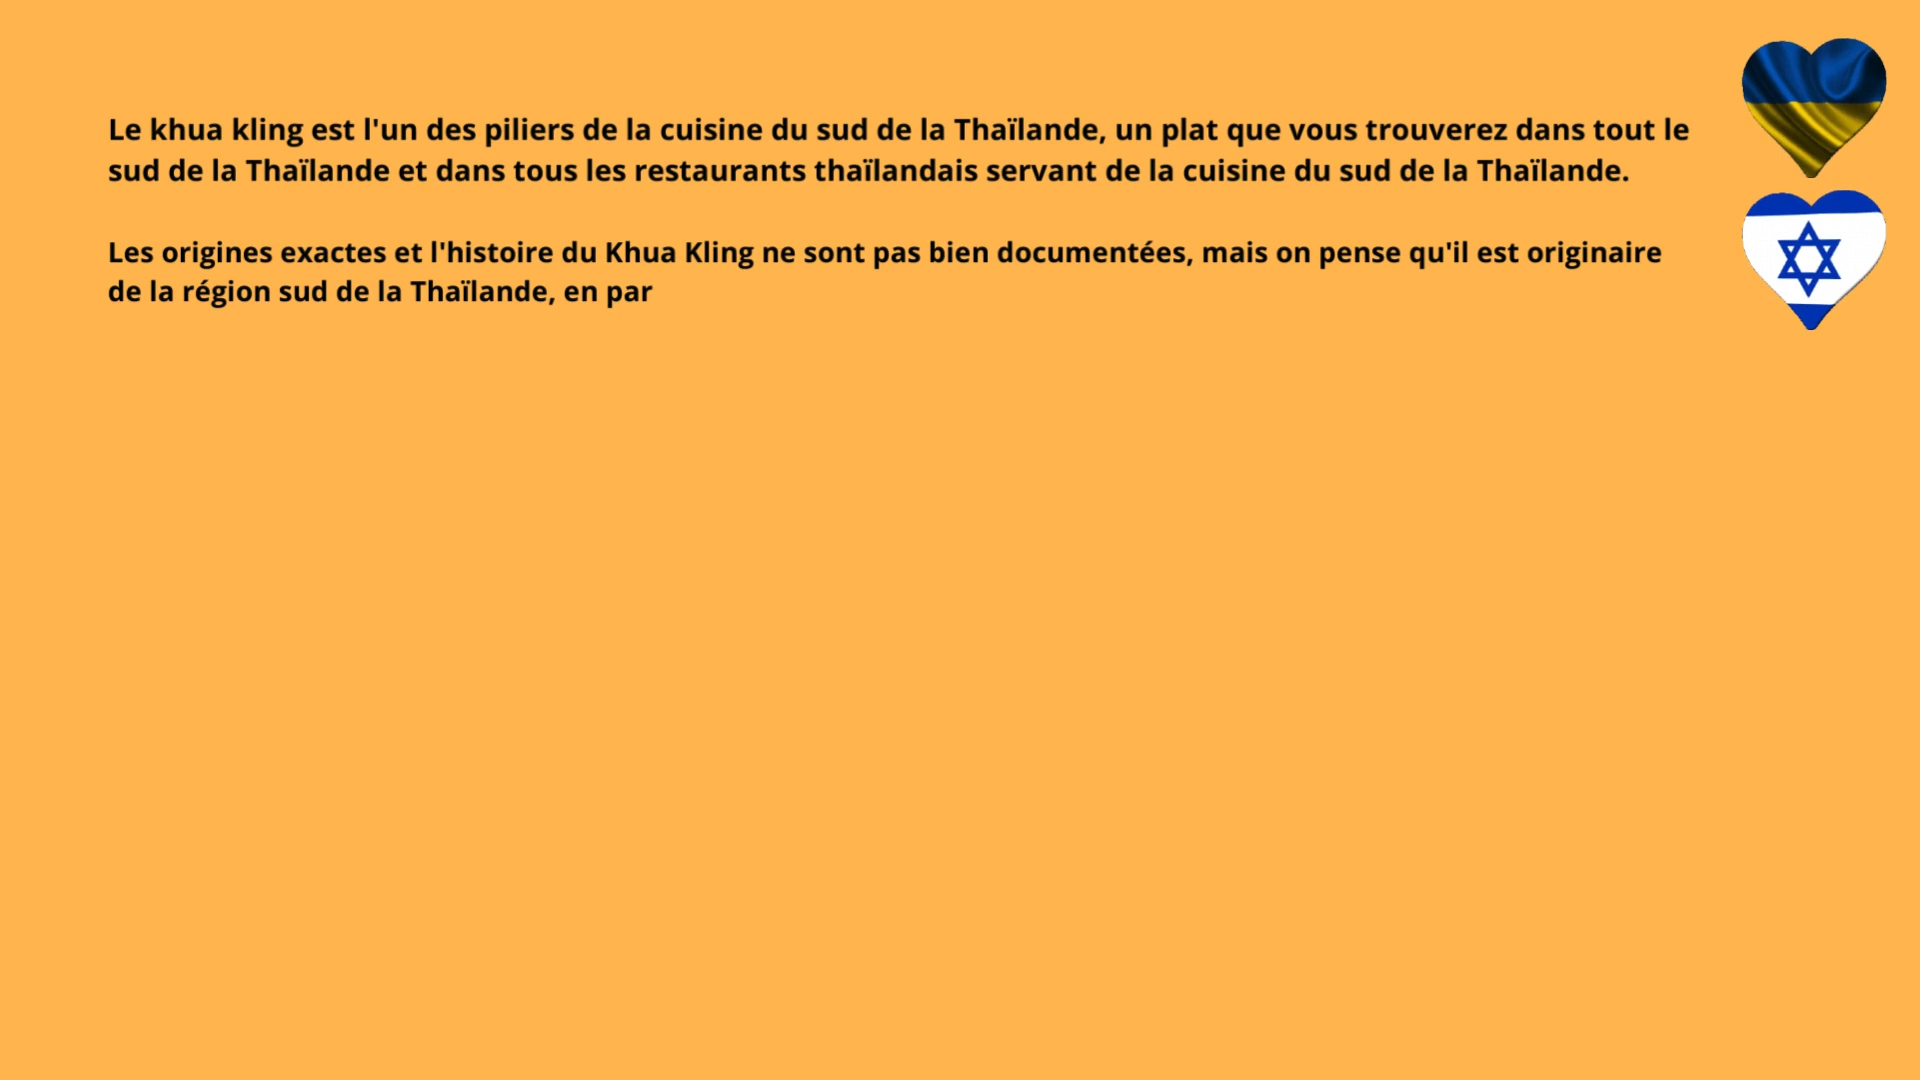 Le khua kling est l'un des piliers de la cuisine du sud de la Thaïlande, un plat que vous trouverez dans tout le
sud de la Thaïlande et dans tous les restaurants thaïlandais servant de la cuisine du sud de la Thaïlande.
Les origines exactes et l'histoire du Khua Kling ne sont pas bien documentées, mais on pense qu'il est originaire
de la région sud de la Thaïlande, en par